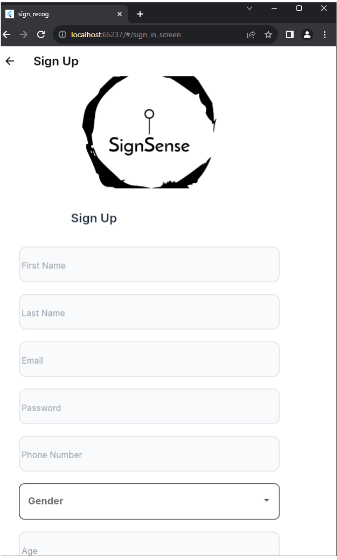 sign_recog
localhost:65237/#/sign_in_screen
Sign Up
SignSense
Sign Up
First Name
Last Name
Email
Password
Phone Number
Gender
Age